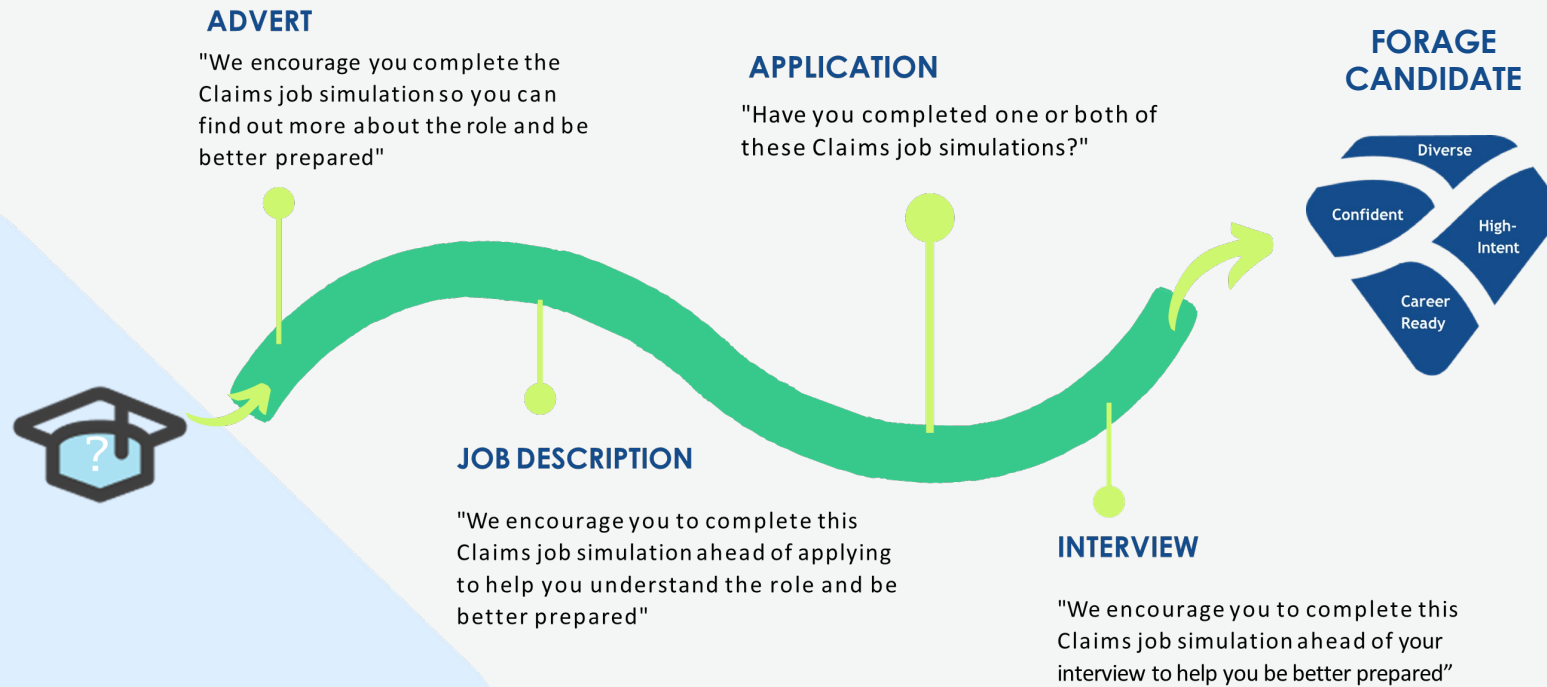 ADVERT
"We encourage you complete the
Claims job simulation so you can
find out more about the role and be
better prepared"
APPLICATION
"Have you completed one or both of
these Claims job simulations?"
FORAGE
CANDIDATE
Diverse
Confident
High-
Intent
Career
Ready
?
JOB DESCRIPTION
"We encourage you to complete this
Claims job simulation ahead of applying
to help you understand the role and be
better prepared"
INTERVIEW
"We encourage you to complete this
Claims job simulation ahead of your
interview to help you be better prepared”